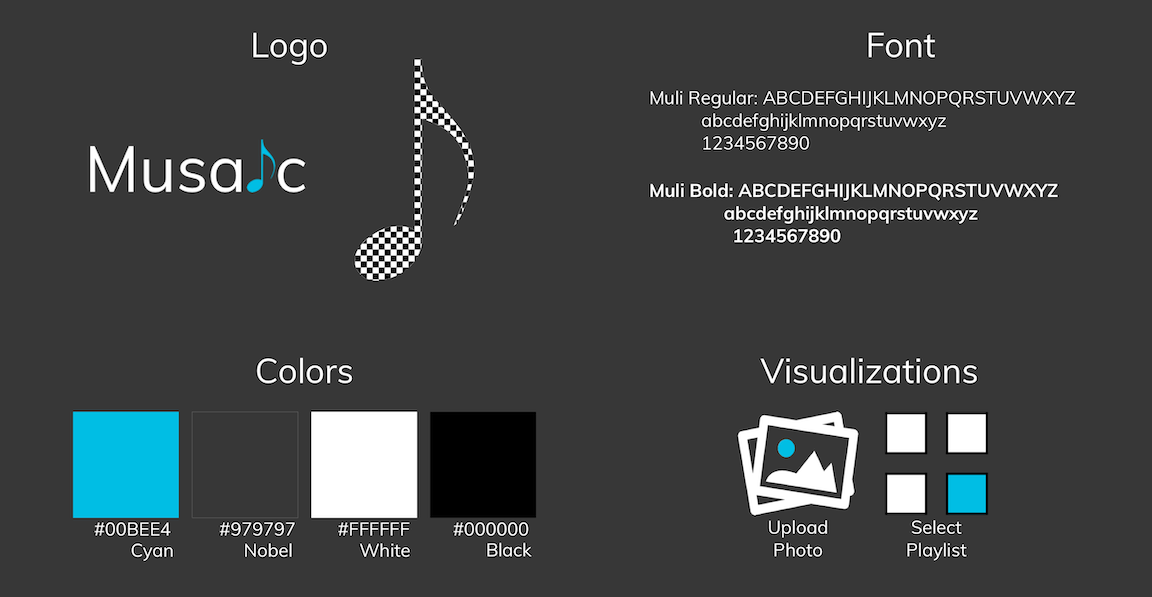 Logo
Musaic
Font
Muli Regular: ABCDEFGHIJKLMNOPQRSTUVWXYZ
abcdefghijklmnopqrstuvwxyz
1234567890
Muli Bold: ABCDEFGHIJKLMNOPQRSTUVWXYZ
abcdefghijklmnopqrstuvwxyz
1234567890
Colors
#00BEE4
Cyan
#979797
Nobel
#FFFFFF
White
#000000
Black
Visualizations
Upload
Photo
Select
Playlist